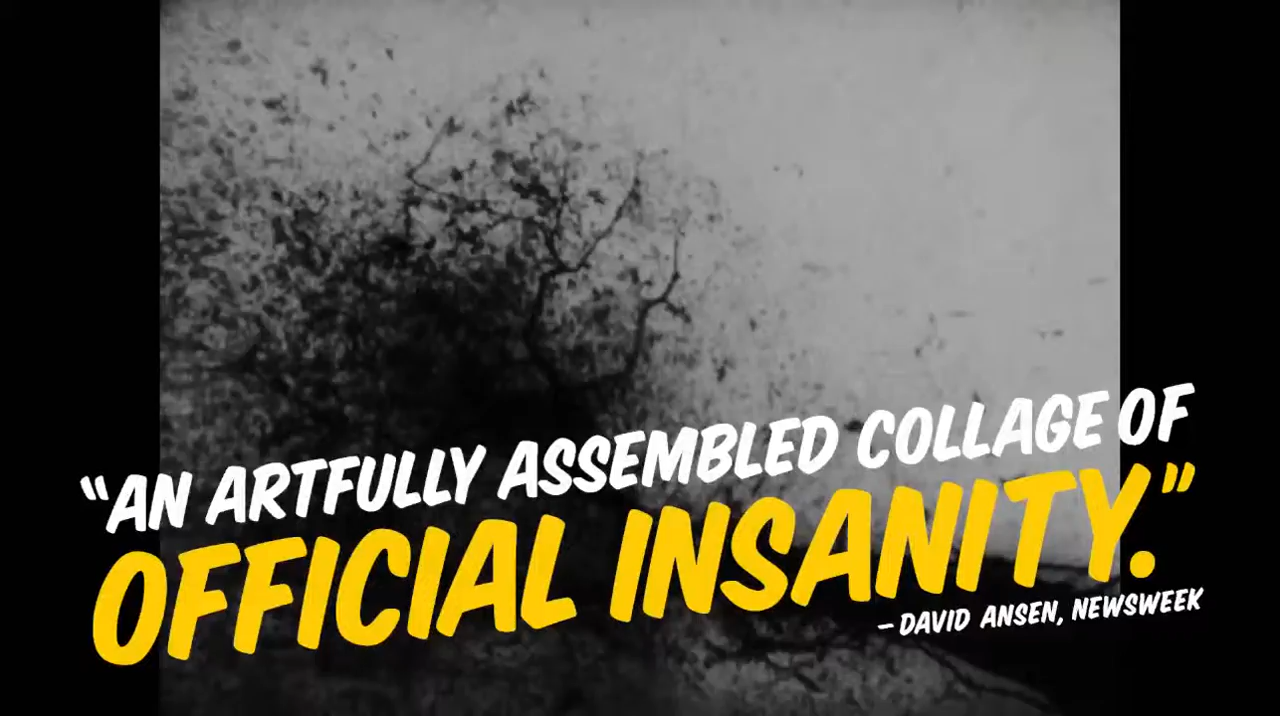 “AN ARTFULLY ASSEMBLED COLLAGE OF
OFFICIAL INSANITY.”
– DAVID ANSEN, NEWSWEEK